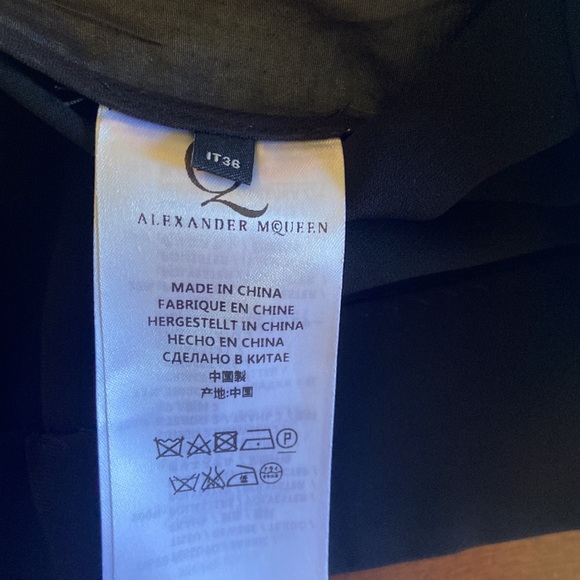 IT36
ALEXANDER MCQUEEN
MADE IN CHINA
FABRIQUE EN CHINE
HERGESTELLT IN CHINA
HECHO EN CHINA
СДЕЛАНО В КИТАЕ
中国製
产地:中国
P